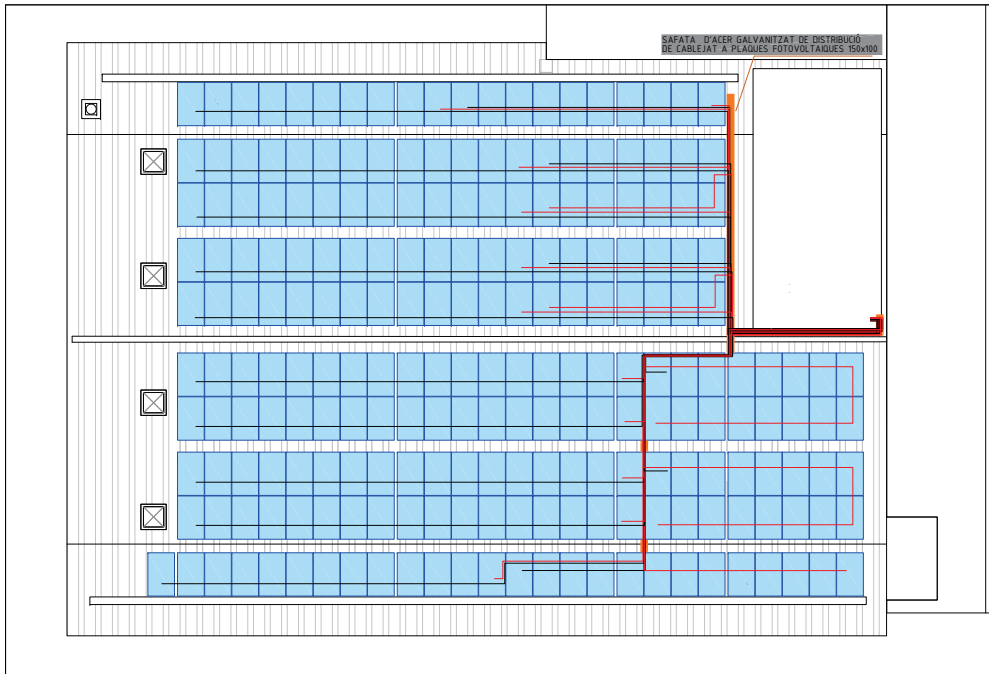 SAFATA D'ACER GALVANITZAT DE DISTRIBUCIÓ
DE CABLEJAT A PLAQUES FOTOVOLTAIQUES 150x100